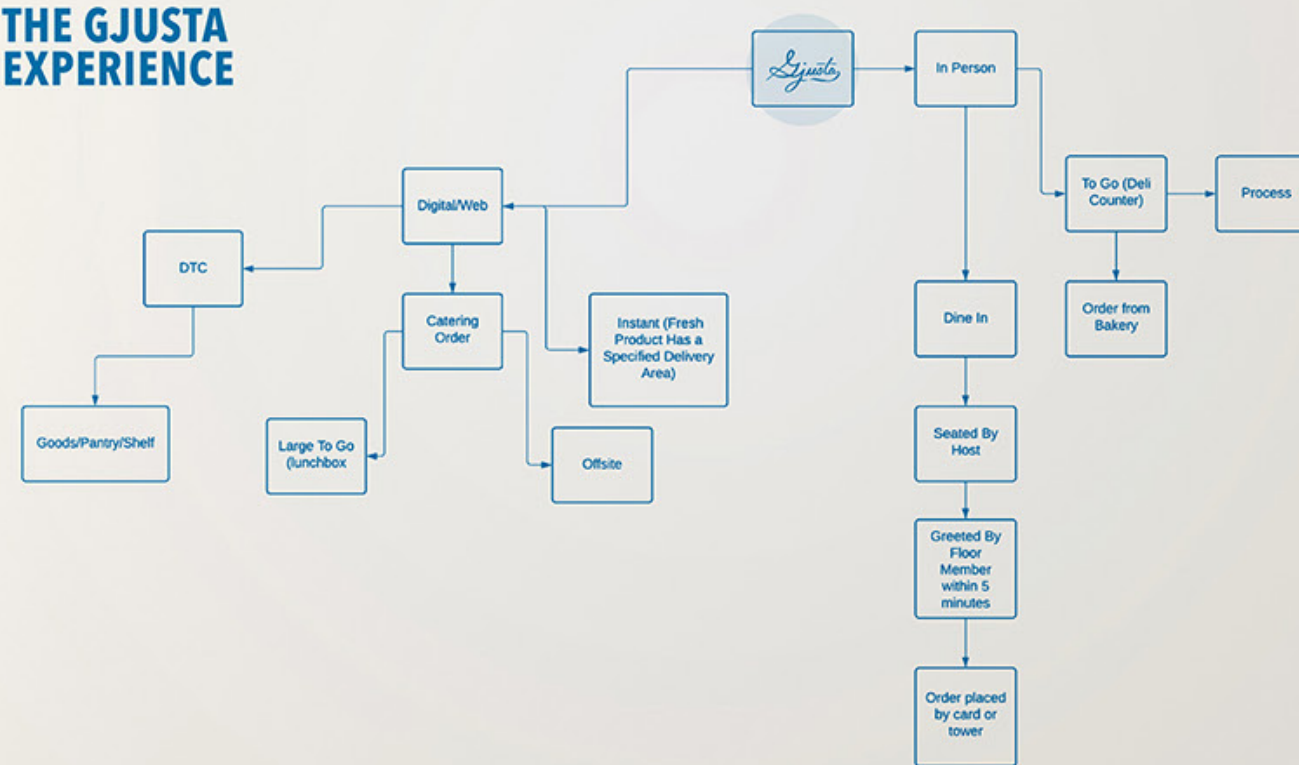 THE GJUSTA
EXPERIENCE
Gjusta
In Person
To Go (Deli
Counter)
Process
Digital/Web
DTC
Catering
Order
Instant (Fresh
Product Has a
Specified Delivery
Area)
Dine In
Order from
Bakery
Goods/Pantry/Shelf
Large To Go
(lunchbox
Offsite
Seated By
Host
Greeted By
Floor
Member
within 5
minutes
Order placed
by card or
tower